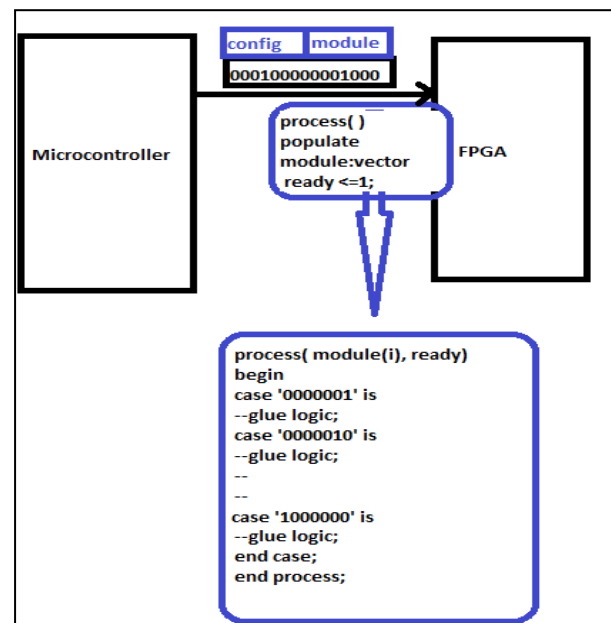 config module
000100000001000
Microcontroller
process( )
populate
module:vector
ready <=1;
FPGA
process( module(i), ready)
begin
case '0000001' is
--glue logic;
case '0000010' is
--glue logic;
--
--
case '1000000' is
--glue logic;
end case;
end process;